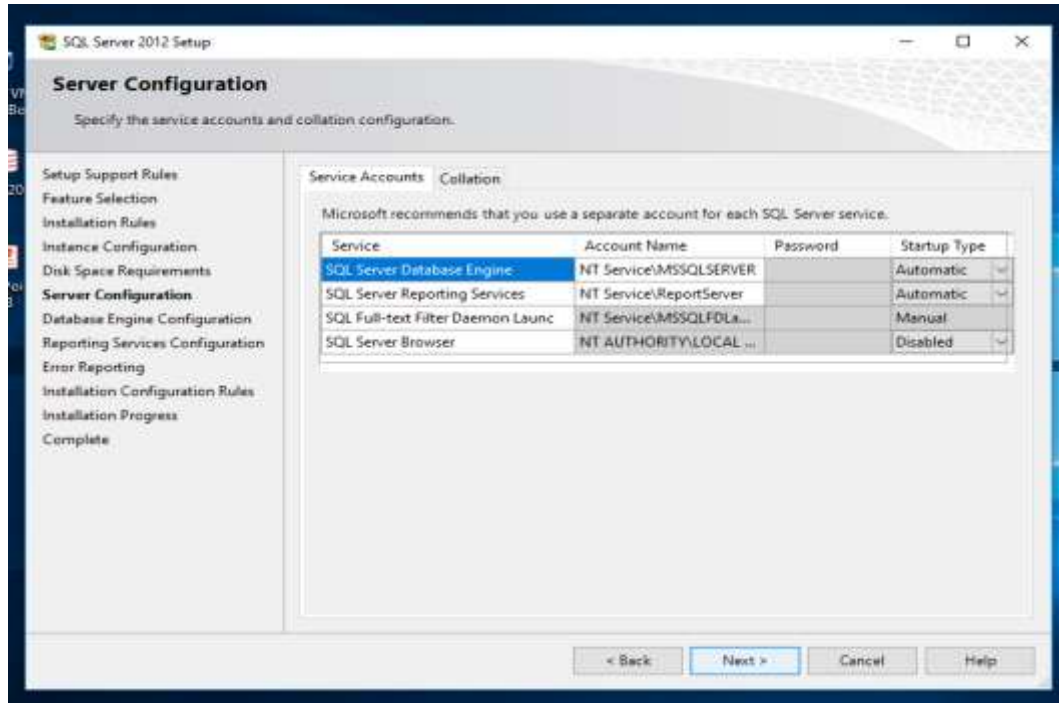 SQL Server 2012 Setup
Server Configuration
Specify the service accounts and collation configuration.
Setup Support Rules
Feature Selection
Installation Rules
Instance Configuration
Disk Space Requirements
Server Configuration
Database Engine Configuration
Reporting Services Configuration
Error Reporting
Installation Configuration Rules
Installation Progress
Complete
Service Accounts Collation
Microsoft recommends that you use a separate account for each SQL Server service.
Service Account Name Password Startup Type
SQL Server Database Engine NT Service\MSSQLSERVER Automatic
SQL Server Reporting Services NT Service\ReportServer Automatic
SQL Full-text Filter Daemon Launc NT Service\MSSQLFDLa... Manual
SQL Server Browser NT AUTHORITY\LOCAL ... Disabled
< Back Next > Cancel Help